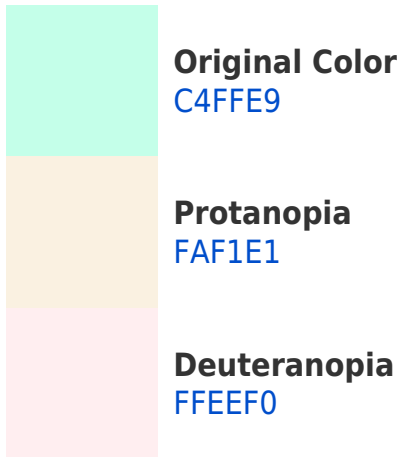 Original Color
C4FFE9
Protanopia
FAF1E1
Deuteranopia
FFEEF0